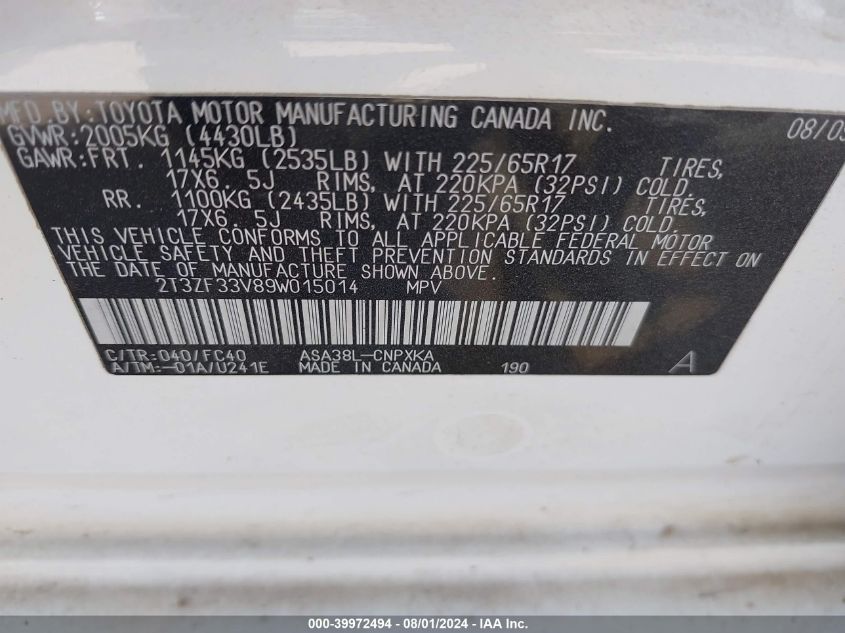 MFD.BY:TOYOTA MOTOR MANUFACTURING CANADA INC. 08/09
GVWR:2005KG (4430LB)
GAWR:FRT. 1145KG (2535LB) WITH 225/65R17 TIRES,
17X6.5J RIMS, AT 220KPA (32PSI) COLD.
RR. 1100KG (2435LB) WITH 225/65R17 TIRES,
17X6.5J RIMS, AT 220KPA (32PSI) COLD.
THIS VEHICLE CONFORMS TO ALL APPLICABLE FEDERAL MOTOR
VEHICLE SAFETY AND THEFT PREVENTION STANDARDS IN EFFECT ON
THE DATE OF MANUFACTURE SHOWN ABOVE.
2T3ZF33V89W015014 MPV
C/TR:040/FC40 ASA38L-CNPXKA
A/TM:-01A/U241E MADE IN CANADA 190 A
000-39972494 - 08/01/2024 - IAA Inc.